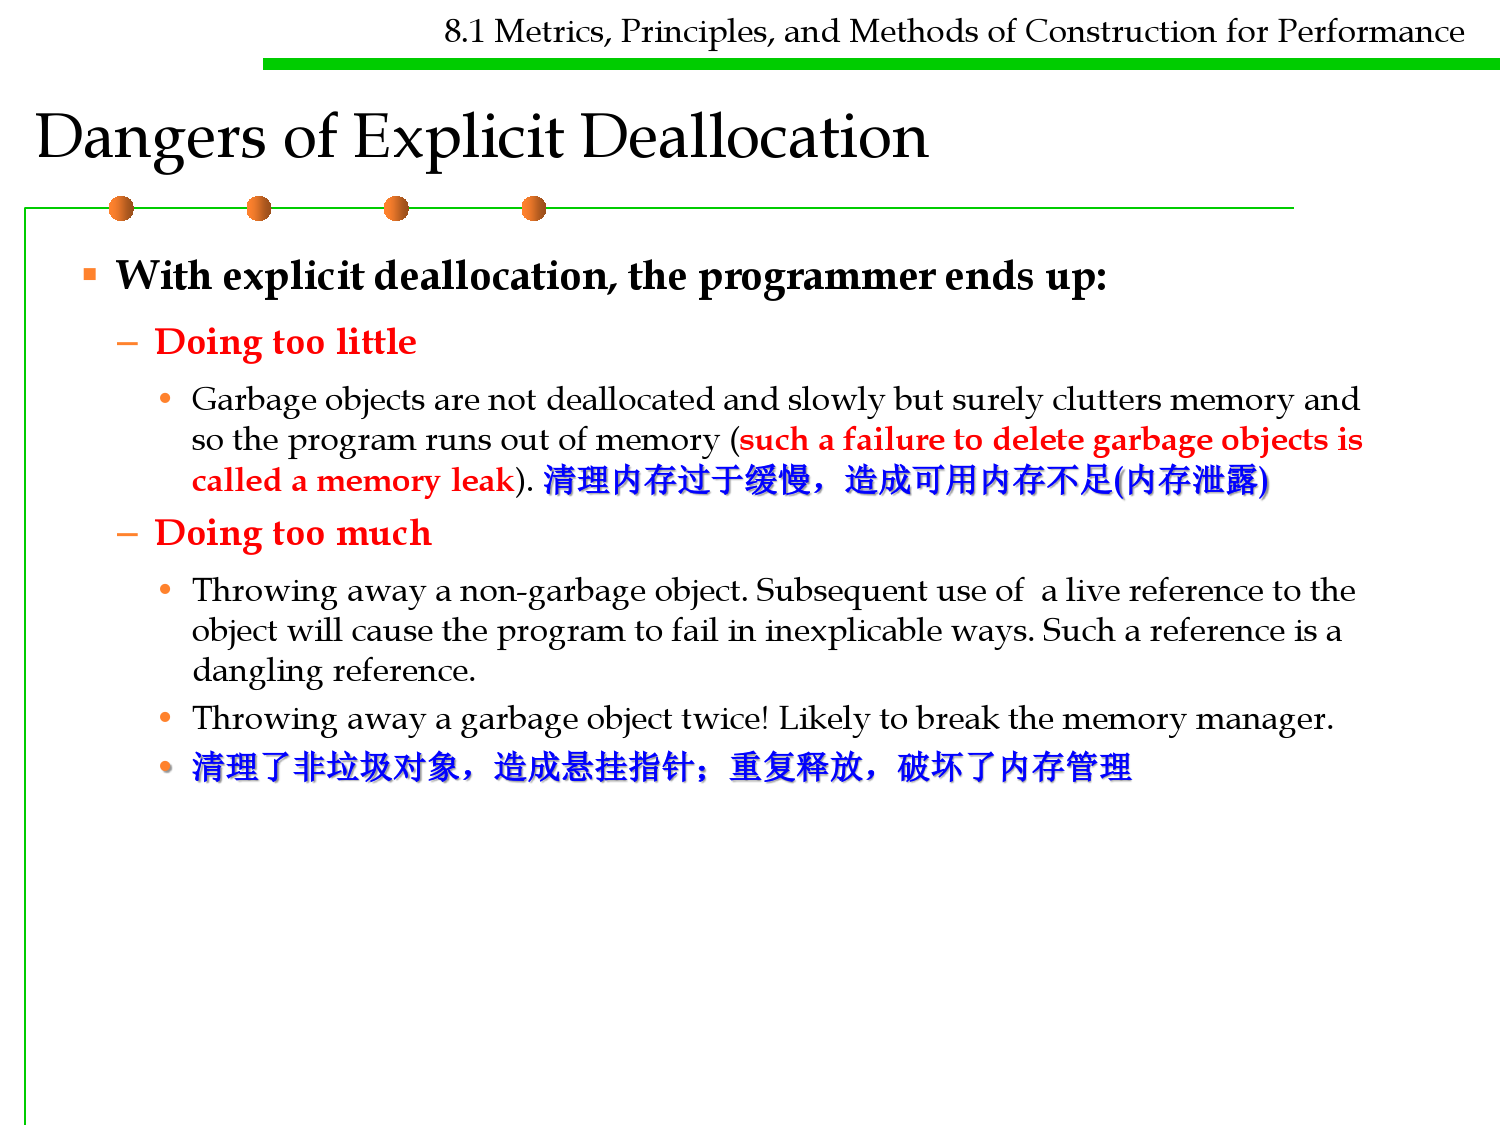 8.1 Metrics, Principles, and Methods of Construction for Performance
Dangers of Explicit Deallocation
▪ With explicit deallocation, the programmer ends up:
– Doing too little
• Garbage objects are not deallocated and slowly but surely clutters memory and
so the program runs out of memory (such a failure to delete garbage objects is
called a memory leak). 清理内存过于缓慢，造成可用内存不足(内存泄露)
– Doing too much
• Throwing away a non-garbage object. Subsequent use of a live reference to the
object will cause the program to fail in inexplicable ways. Such a reference is a
dangling reference.
• Throwing away a garbage object twice! Likely to break the memory manager.
• 清理了非垃圾对象，造成悬挂指针；重复释放，破坏了内存管理